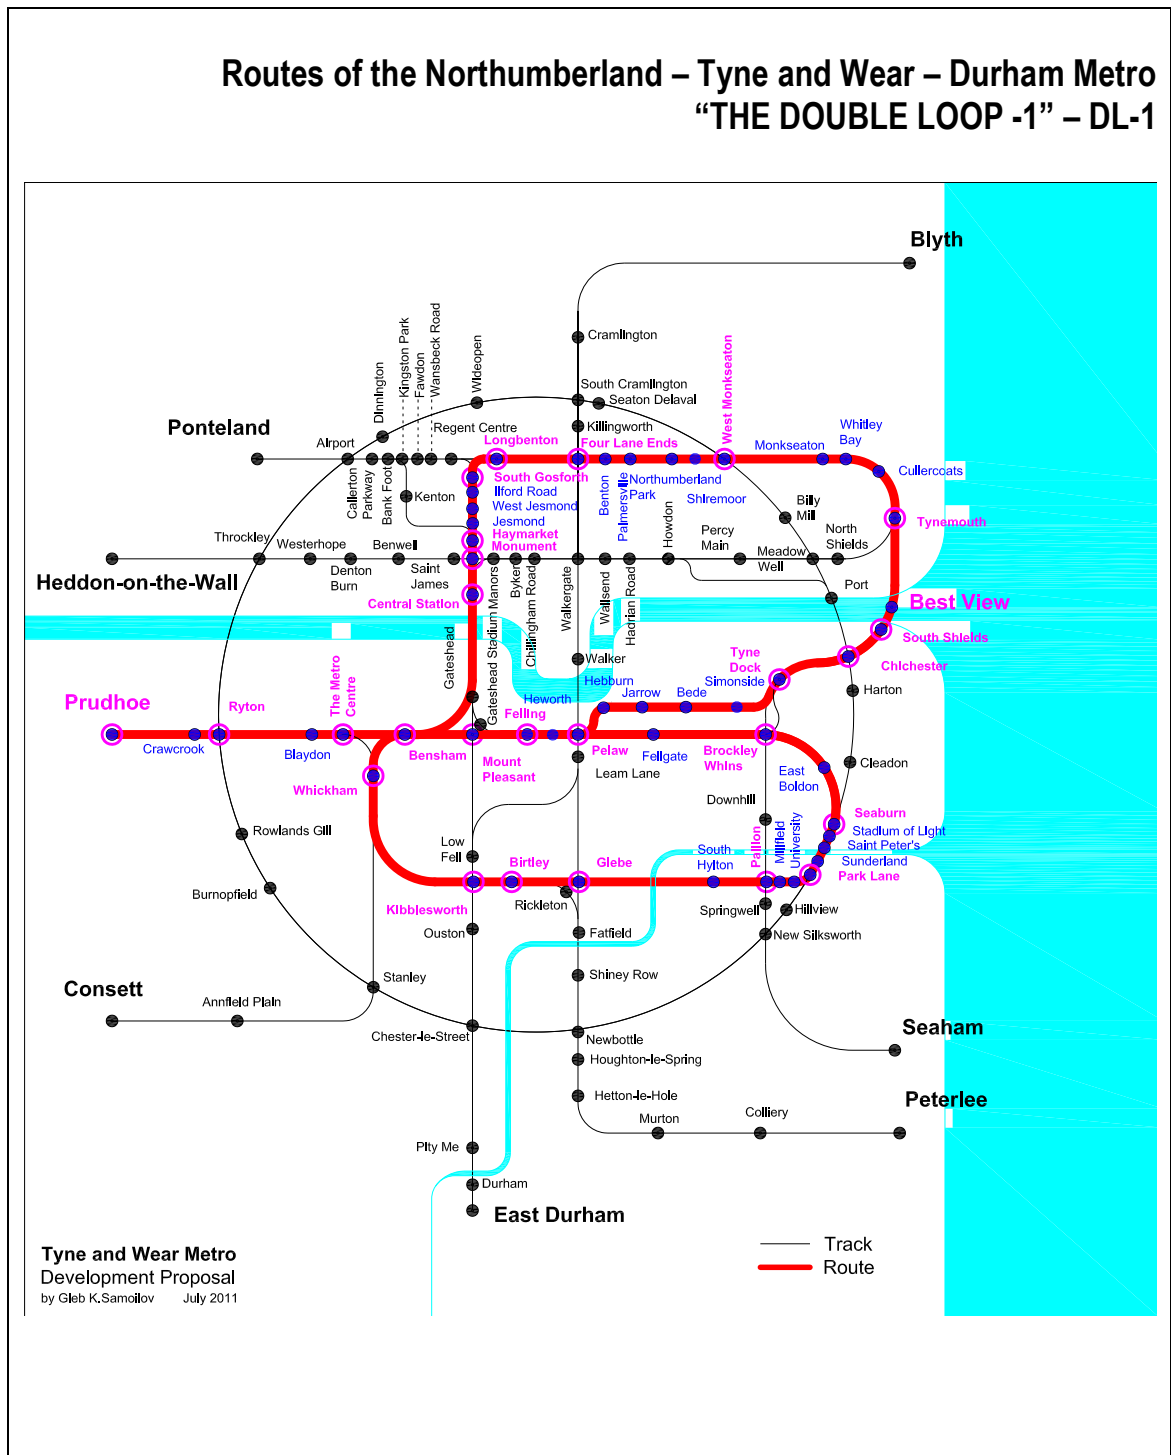 Routes of the Northumberland – Tyne and Wear – Durham Metro
“THE DOUBLE LOOP -1” – DL-1
Blyth
Cramlington
South Cramlington
Seaton Delaval
Killingworth
Wideopen
Dinnington
Kingston Park
Fawdon
Wansbeck Road
Regent Centre
Ponteland
Airport
Callerton
Parkway
Bank Foot
Kenton
Longbenton
Four Lane Ends
West Monkseaton
Monkseaton
Whitley
Bay
Cullercoats
Tynemouth
South Gosforth
Ilford Road
West Jesmond
Jesmond
Haymarket
Monument
Benton
Palmersville
Northumberland
Park
Shiremoor
Billy
Mill
North
Shields
Percy
Main
Meadow
Well
Howdon
Port
Throckley
Westerhope
Denton
Burn
Benwell
Saint
James
Heddon-on-the-Wall
Manors
Byker
Chillingham Road
Walkergate
Wallsend
Hadrian Road
Central Station
Gateshead
Gateshead Stadium
Walker
Best View
South Shields
Chichester
Tyne
Dock
Simonside
Hebburn
Heworth
Jarrow
Bede
Harton
Prudhoe
Crawcrook
Ryton
Blaydon
The Metro
Centre
Bensham
Whickham
Felling
Mount
Pleasant
Pelaw
Leam Lane
Fellgate
Brockley
Whins
East
Boldon
Cleadon
Downhill
Seaburn
Stadium of Light
Saint Peter's
Sunderland
Park Lane
Rowlands Gill
Burnopfield
Low
Fell
Kibblesworth
Birtley
Rickleton
Glebe
South
Hylton
Pallion
Millfield
University
Springwell
Hillview
New Silksworth
Ouston
Fatfield
Shiney Row
Stanley
Consett
Annfield Plain
Chester-le-Street
Newbottle
Houghton-le-Spring
Hetton-le-Hole
Murton
Colliery
Seaham
Peterlee
Pity Me
Durham
East Durham
Track
Route
Tyne and Wear Metro
Development Proposal
by Gleb K.Samoilov July 2011